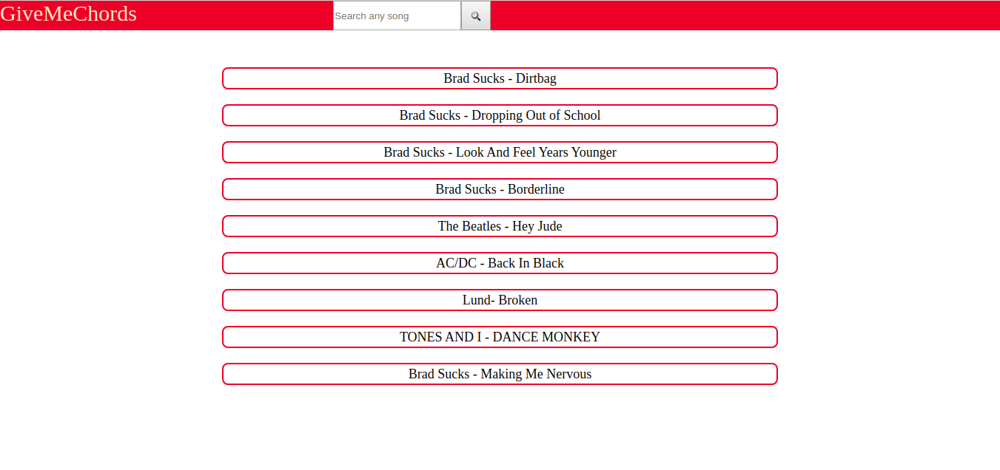 GiveMeChords
Search any song
Brad Sucks - Dirtbag
Brad Sucks - Dropping Out of School
Brad Sucks - Look And Feel Years Younger
Brad Sucks - Borderline
The Beatles - Hey Jude
AC/DC - Back In Black
Lund- Broken
TONES AND I - DANCE MONKEY
Brad Sucks - Making Me Nervous